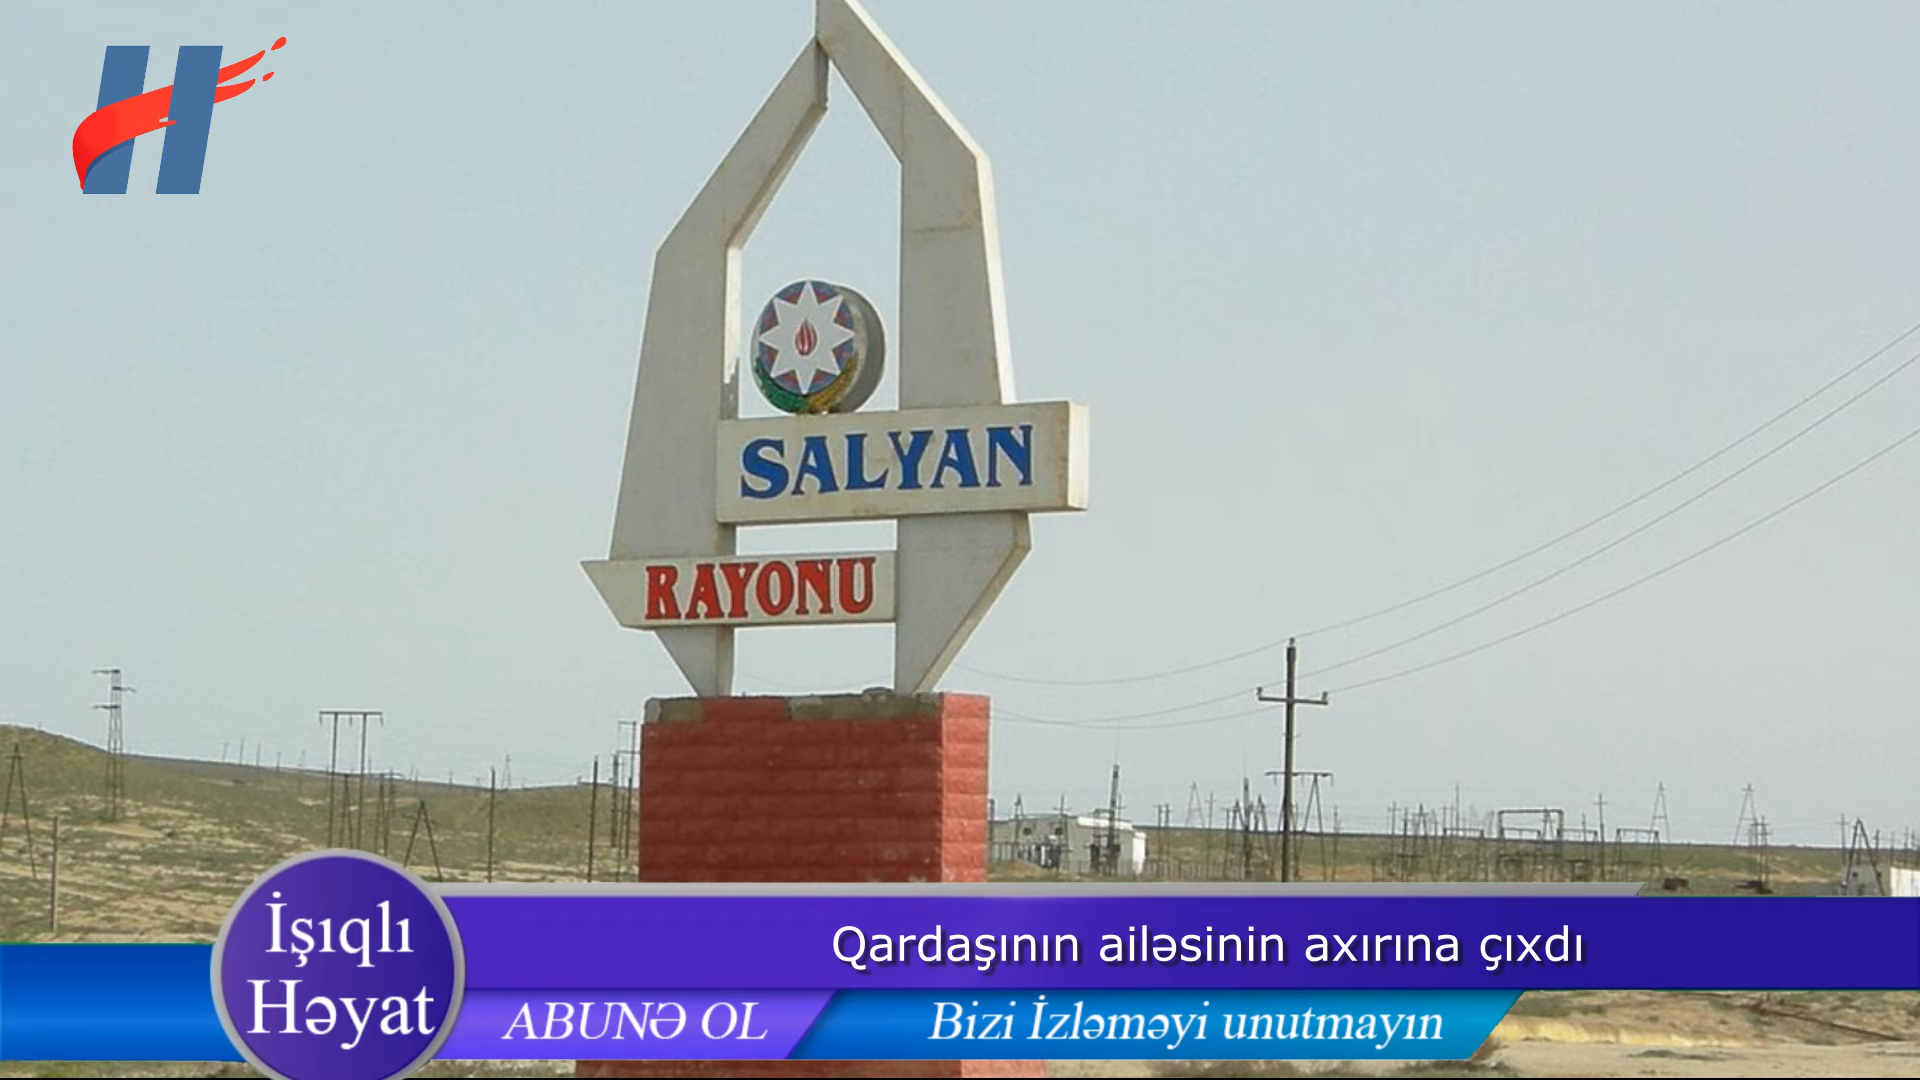 SALYAN
RAYONU
İşıqlı
Həyat
Qardaşının ailəsinin axırına çıxdı
ABUNƏ OL
Bizi İzləməyi unutmayın